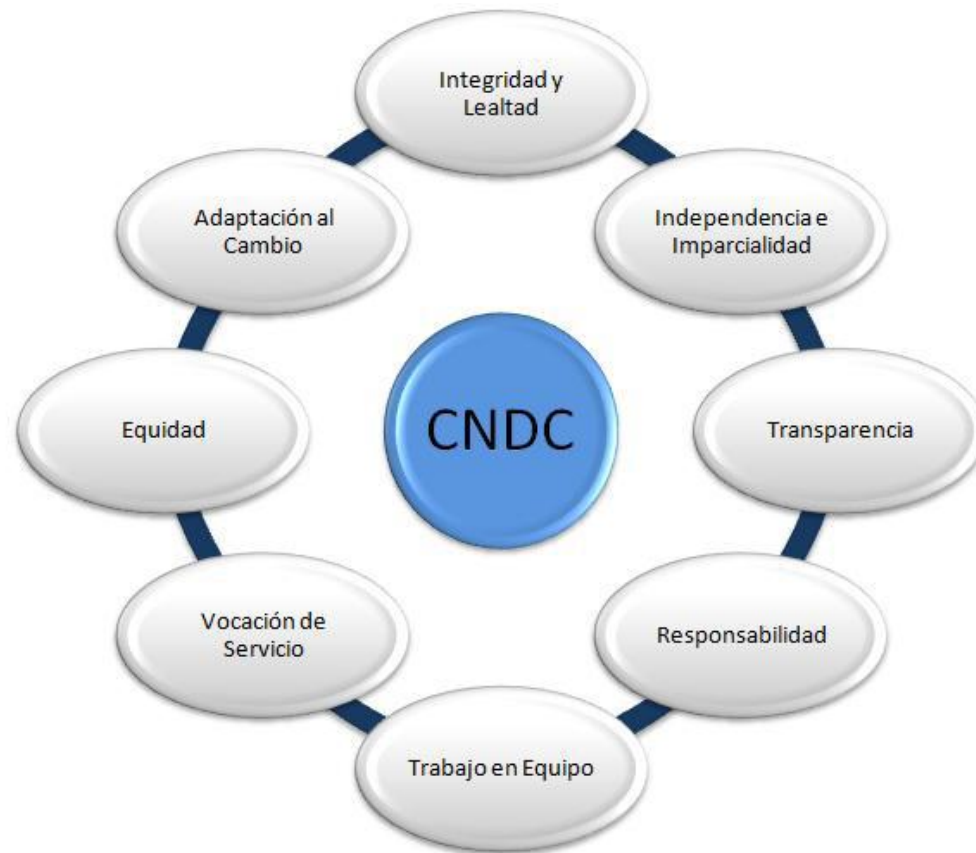 Integridad y
Lealtad
Adaptación al
Cambio
Independencia e
Imparcialidad
Equidad
CNDC
Transparencia
Vocación de
Servicio
Responsabilidad
Trabajo en Equipo